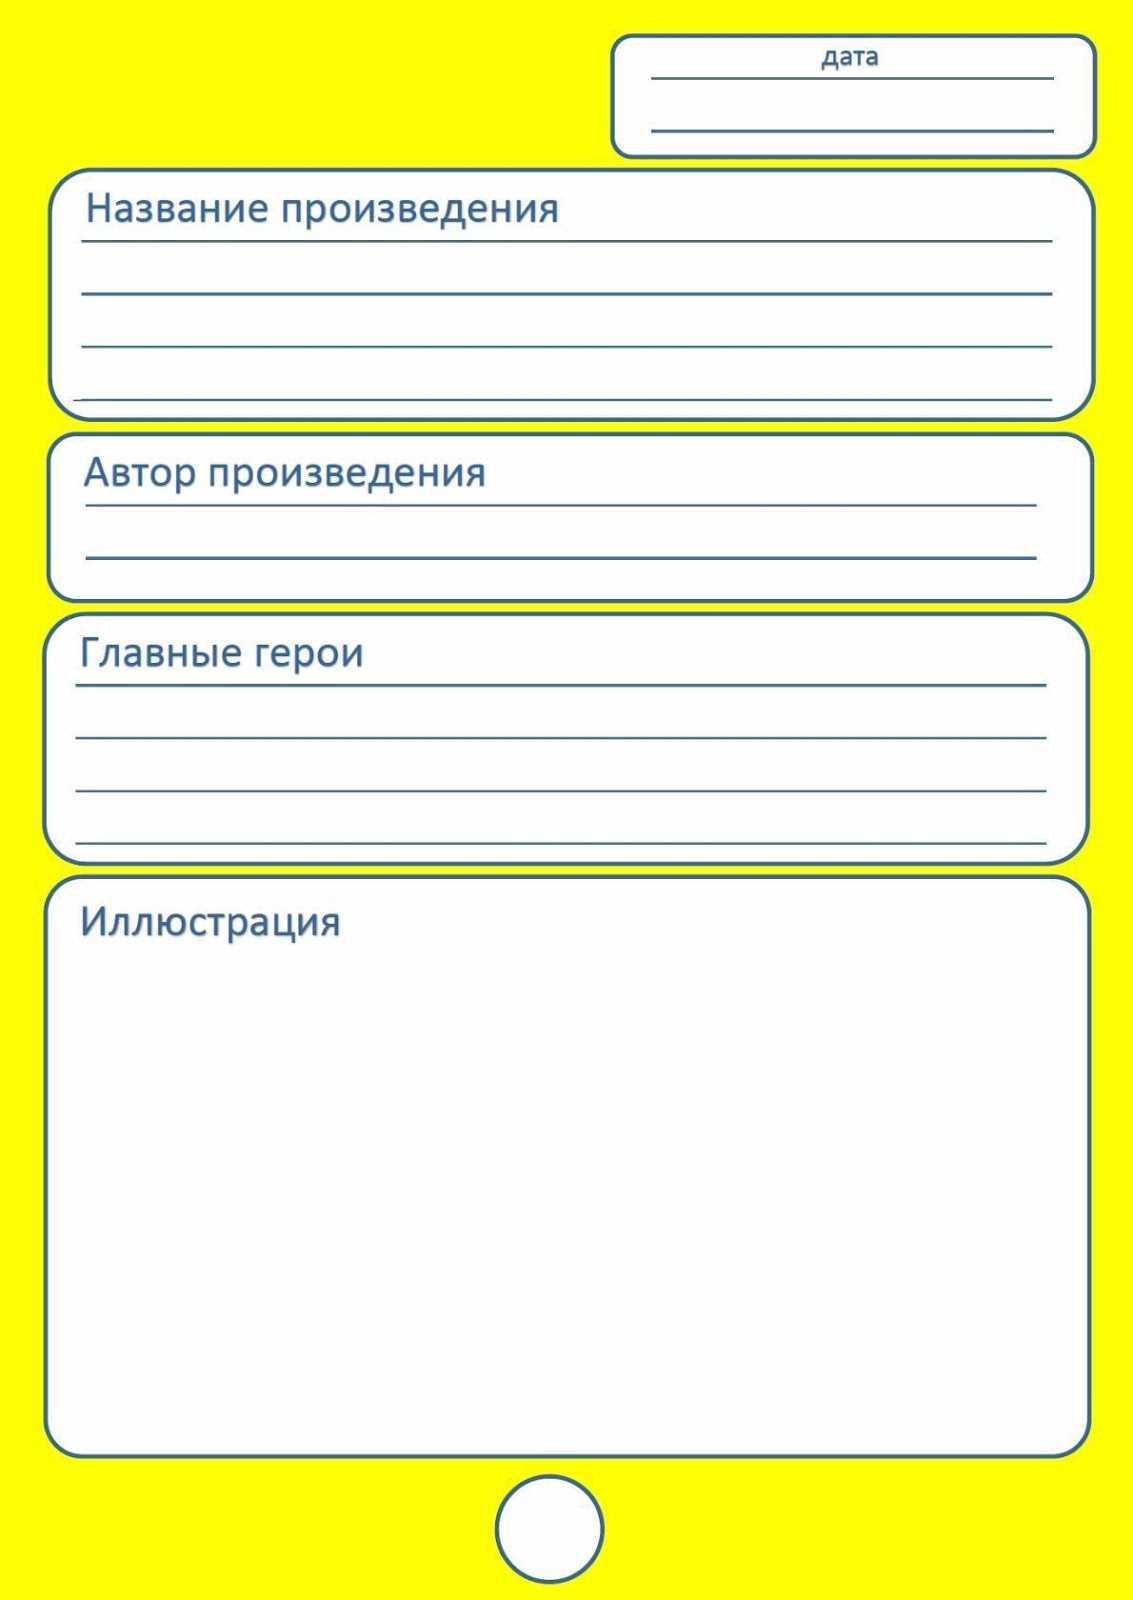 дата
Название произведения
Автор произведения
Главные герои
Иллюстрация